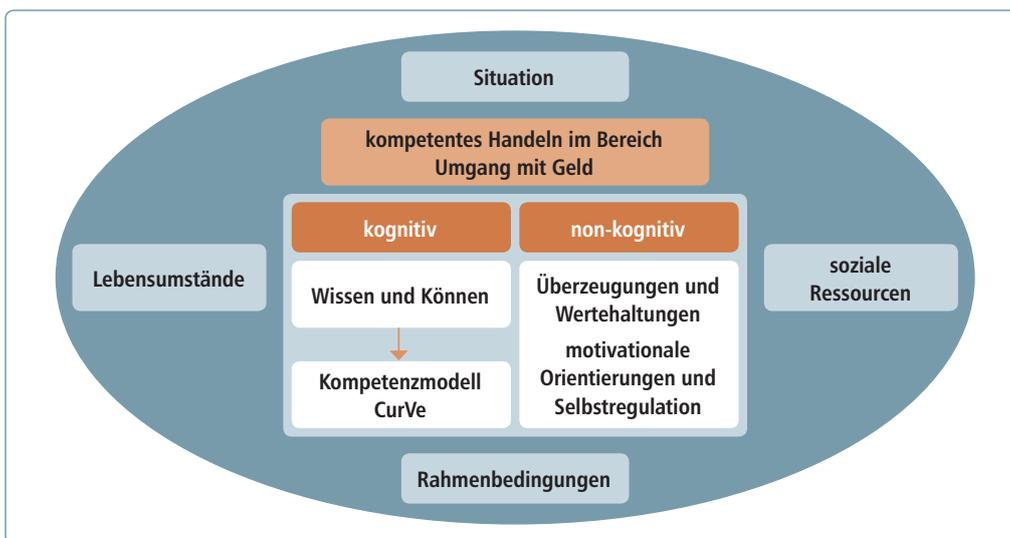 Situation
kompetentes Handeln im Bereich
Umgang mit Geld
kognitiv
non-kognitiv
Lebensumstände
Wissen und Können
Kompetenzmodell
CurVe
Überzeugungen und
Wertehaltungen
motivationale
Orientierungen und
Selbstregulation
soziale
Ressourcen
Rahmenbedingungen